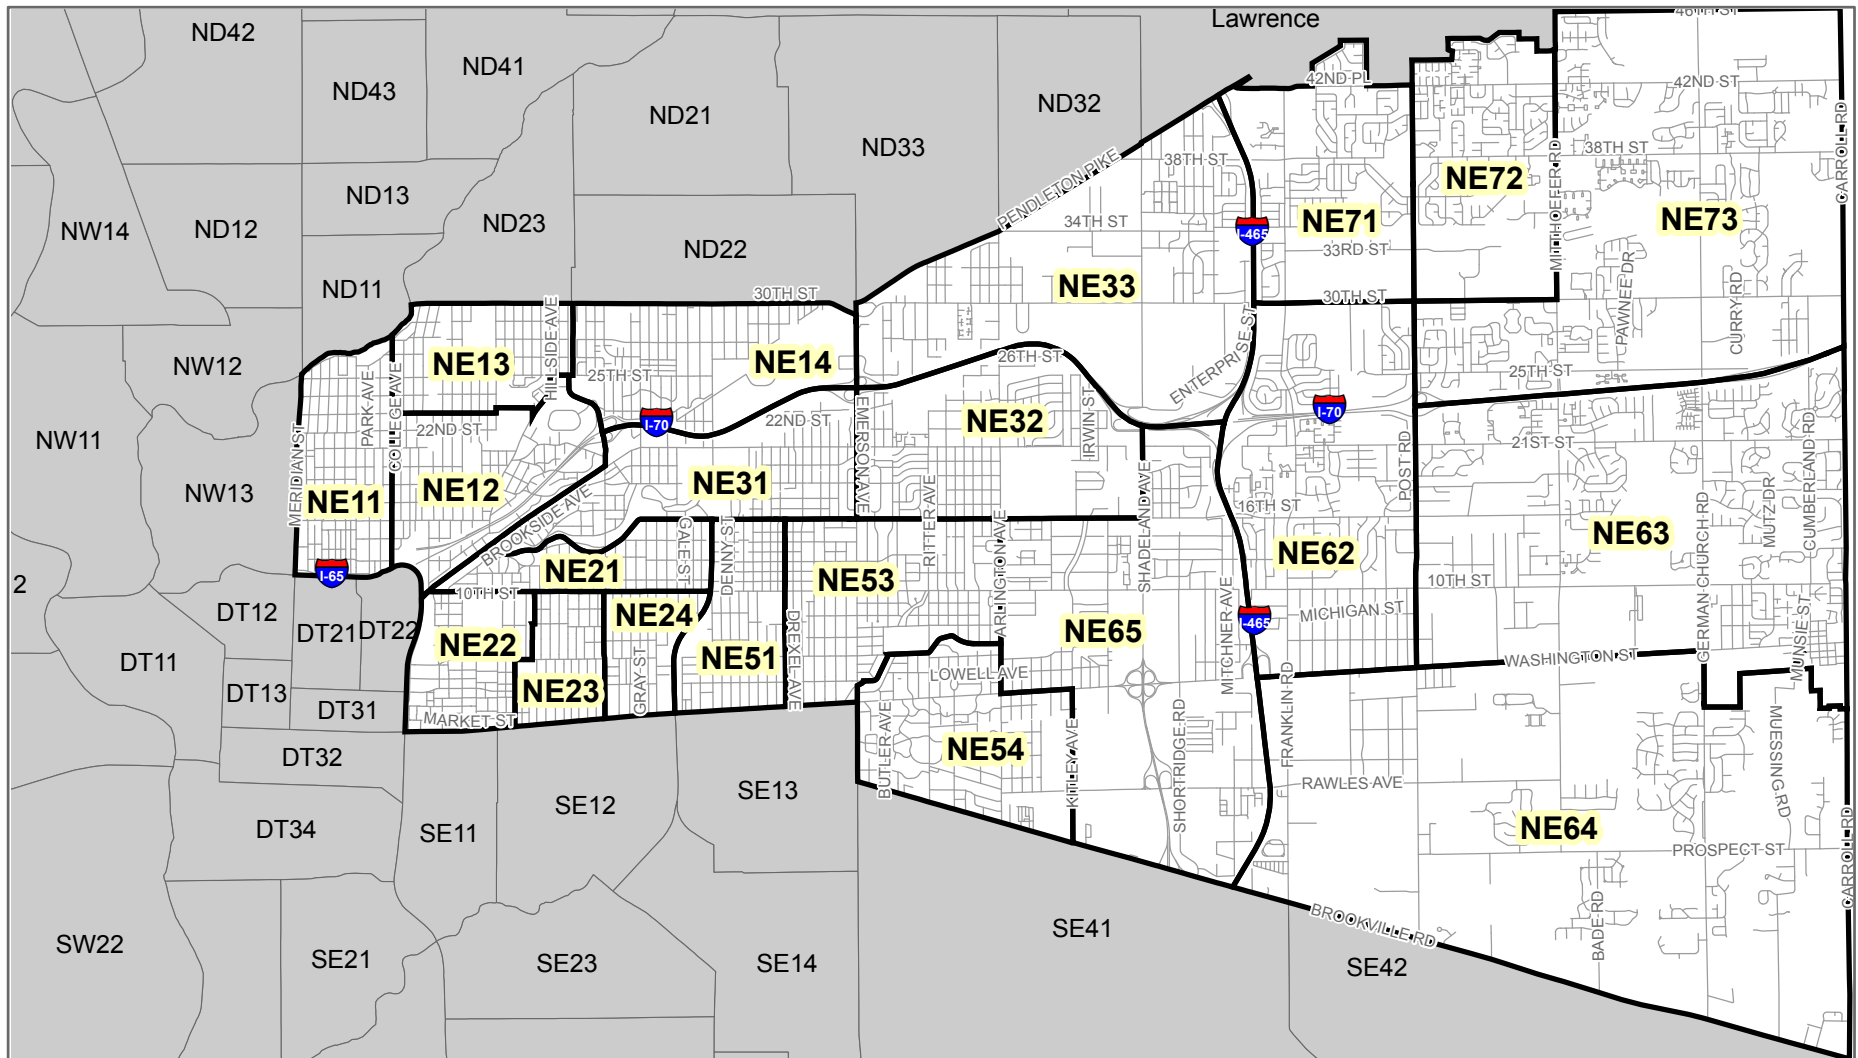 Lawrence
46TH ST
ND42
ND41
ND43
42ND PL
42ND ST
ND32
ND21
CARROLL RD
ND33
38TH ST
38TH ST
MITTHOEFER RD
NE72
PENDLETON PIKE
ND13
NW14
ND12
ND23
34TH ST
NE71
NE73
I-465
ND22
33RD ST
PAWNEE DR
CURRY RD
ND11
NE33
30TH ST
30TH ST
HILLSIDE AVE
ENTERPRISE ST
NW12
NE13
NE14
26TH ST
25TH ST
25TH ST
PARK AVE
COLLEGE AVE
I-70
I-70
22ND ST
22ND ST
NE32
IRWIN ST
NW11
21ST ST
CUMBERLAND RD
MERIDIAN ST
EMERSON AVE
POST RD
NE12
NE31
NW13
NE11
16TH ST
RITTER AVE
SHADELAND AVE
GERMAN CHURCH RD
MUTZ DR
NE63
BROOKSIDE AVE
GALE ST
DENNY ST
ARLINGTON AVE
NE62
I-65
NE21
NE53
10TH ST
10TH ST
2
DT12
DT21
DT22
NE24
MICHIGAN ST
MITCHNER AVE
I-465
NE65
NE22
MUNSIE ST
DT11
NE51
DREXEL AVE
WASHINGTON ST
LOWELL AVE
FRANKLIN RD
DT13
NE23
GRAY ST
DT31
MARKET ST
BUTLER AVE
NE54
KITLEY AVE
SHORTRIDGE RD
MUESSING RD
DT32
RAWLES AVE
SE13
SE12
DT34
SE11
NE64
PROSPECT ST
CARROLL RD
BADE RD
BROOKVILLE RD
SE41
SW22
SE21
SE23
SE14
SE42